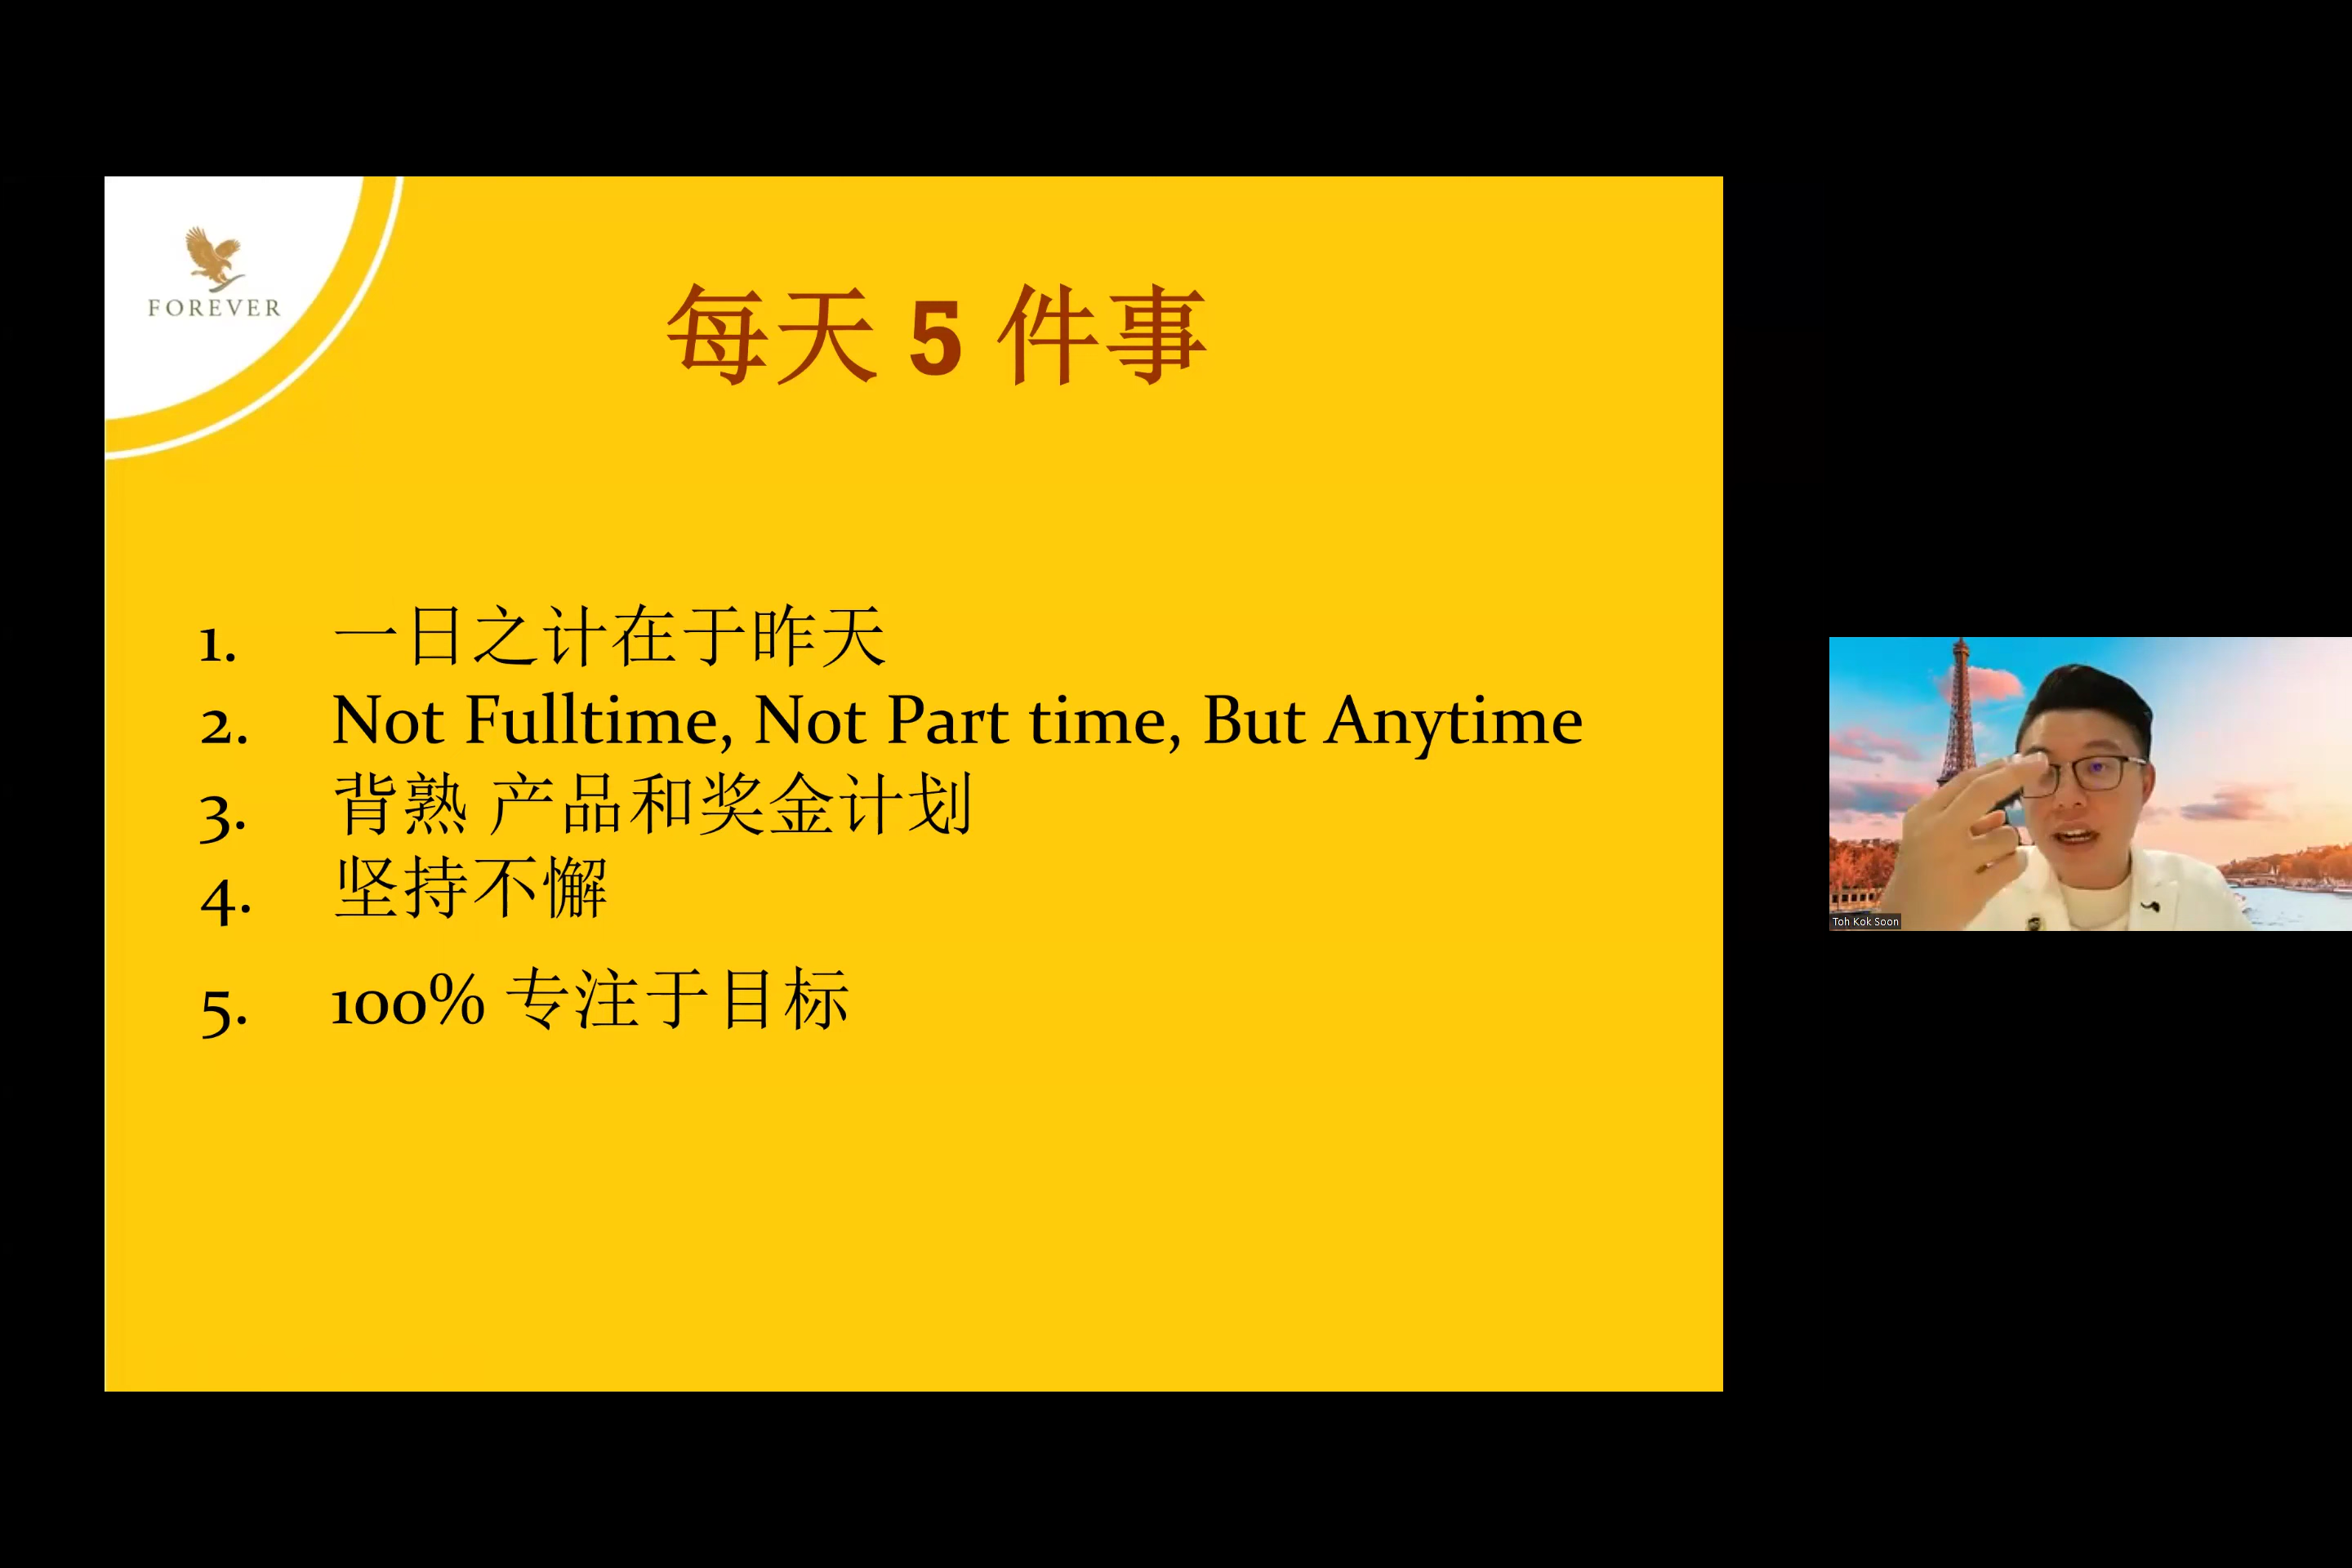 FOREVER
每天 5 件事
1. 一日之计在于昨天
2. Not Fulltime, Not Part time, But Anytime
3. 背熟 产品和奖金计划
4. 坚持不懈
5. 100% 专注于目标
Toh Kok Soon